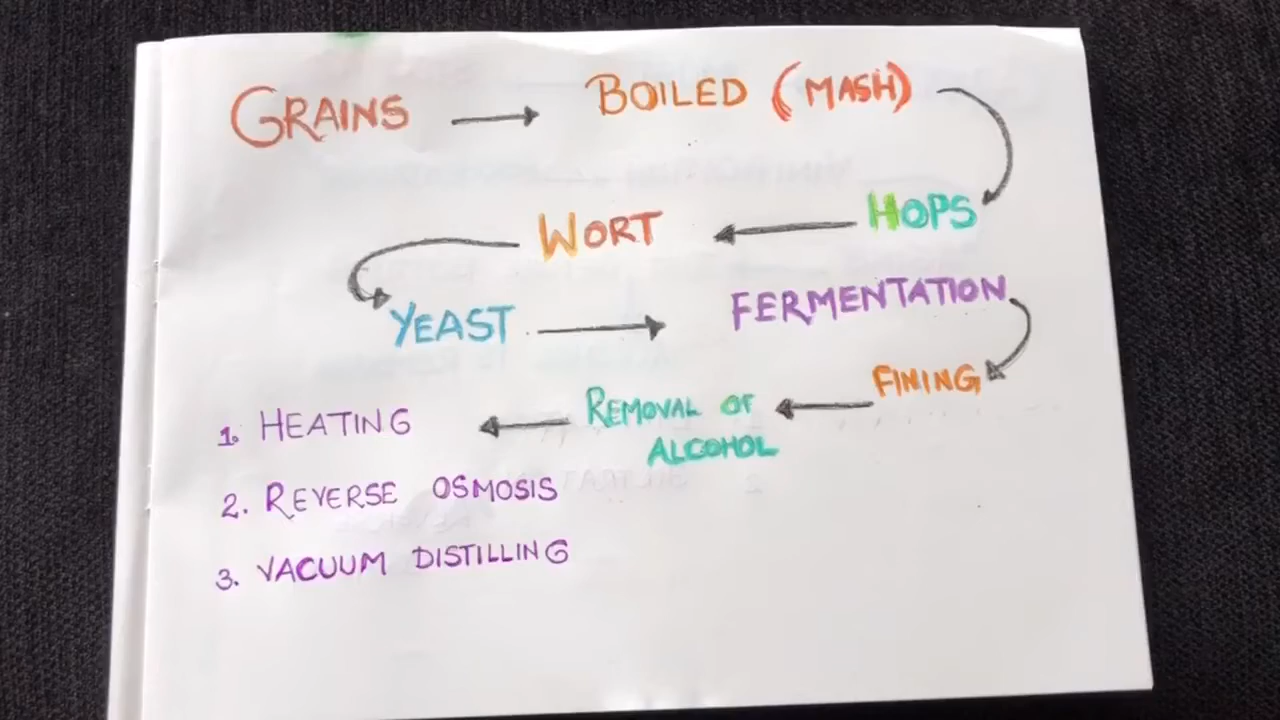 GRAINS → BOILED (MASH)
WORT ← HOPS
YEAST → FERMENTATION
FINING
REMOVAL OF ALCOHOL
1. HEATING
2. REVERSE OSMOSIS
3. VACUUM DISTILLING